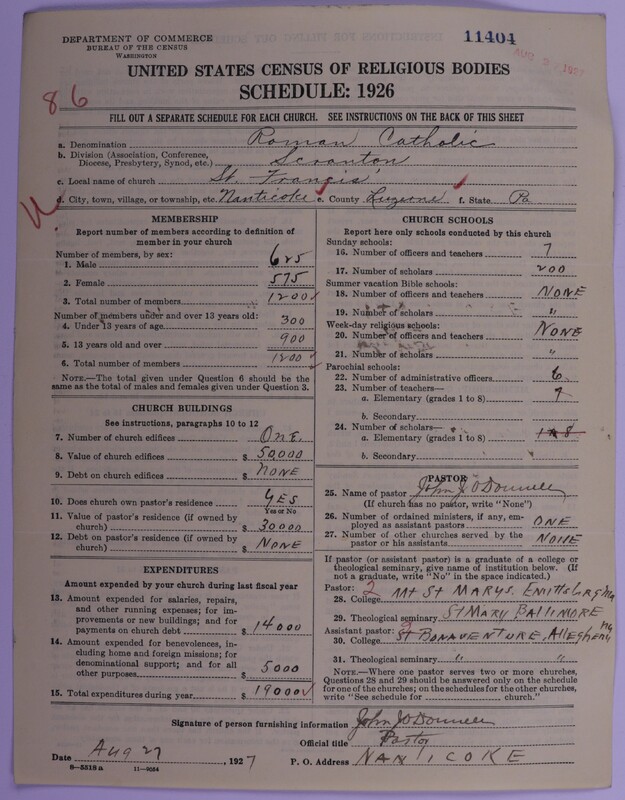 DEPARTMENT OF COMMERCE
BUREAU OF THE CENSUS
WASHINGTON
11404
AUG 1927
UNITED STATES CENSUS OF RELIGIOUS BODIES
SCHEDULE: 1926
86
FILL OUT A SEPARATE SCHEDULE FOR EACH CHURCH. SEE INSTRUCTIONS ON THE BACK OF THIS SHEET
a. Denomination Roman Catholic
b. Division (Association, Conference,
Diocese, Presbytery, Synod, etc.) Scranton
c. Local name of church St. Francis'
d. City, town, village, or township, etc. Nanticoke e. County Luzerne f. State Pa
MEMBERSHIP
Report number of members according to definition of
member in your church
Number of members, by sex:
1. Male 625
2. Female 575
3. Total number of members 1200
Number of members under and over 13 years old:
4. Under 13 years of age 300
5. 13 years old and over 900
6. Total number of members 1200
NOTE.—The total given under Question 6 should be
the same as the total of males and females given under Question 3.
CHURCH BUILDINGS
See instructions, paragraphs 10 to 12
7. Number of church edifices ONE
8. Value of church edifices $ 50,000
9. Debt on church edifices $ NONE
10. Does church own pastor's residence YES
Yes or No
11. Value of pastor's residence (if owned by
church) $ 30000
12. Debt on pastor's residence (if owned by
church) $ NONE
EXPENDITURES
Amount expended by your church during last fiscal year
13. Amount expended for salaries, repairs,
and other running expenses; for im-
provements or new buildings; and for
payments on church debt $ 14000
14. Amount expended for benevolences, in-
cluding home and foreign missions; for
denominational support; and for all
other purposes $ 5000
15. Total expenditures during year $ 19000
CHURCH SCHOOLS
Report here only schools conducted by this church
Sunday schools:
16. Number of officers and teachers 7
17. Number of scholars 200
Summer vacation Bible schools:
18. Number of officers and teachers NONE
19. Number of scholars "
Week-day religious schools:
20. Number of officers and teachers NONE
21. Number of scholars "
Parochial schools:
22. Number of administrative officers 6
23. Number of teachers—
a. Elementary (grades 1 to 8)
b. Secondary
24. Number of scholars—
a. Elementary (grades 1 to 8) 1 8
b. Secondary
PASTOR
25. Name of pastor John J O'Donnell
(If church has no pastor, write "None")
26. Number of ordained ministers, if any, em-
ployed as assistant pastors ONE
27. Number of other churches served by the
pastor or his assistants NONE
If pastor (or assistant pastor) is a graduate of a college or
theological seminary, give name of institution below. (If
not a graduate, write "No" in the space indicated.)
Pastor: 2
28. College Mt St Marys. Emittsburg Md
29. Theological seminary St Mary Baltimore
Assistant pastor:
30. College St Bonaventure, Allegheny NY
31. Theological seminary " "
NOTE.—Where one pastor serves two or more churches,
Questions 28 and 29 should be answered only on the schedule
for one of the churches; on the schedules for the other churches,
write "See schedule for church."
Signature of person furnishing information John J O'Donnell
Official title Pastor
Date Aug 27, 1927 P. O. Address NANTICOKE
8—5518 a 11—9054